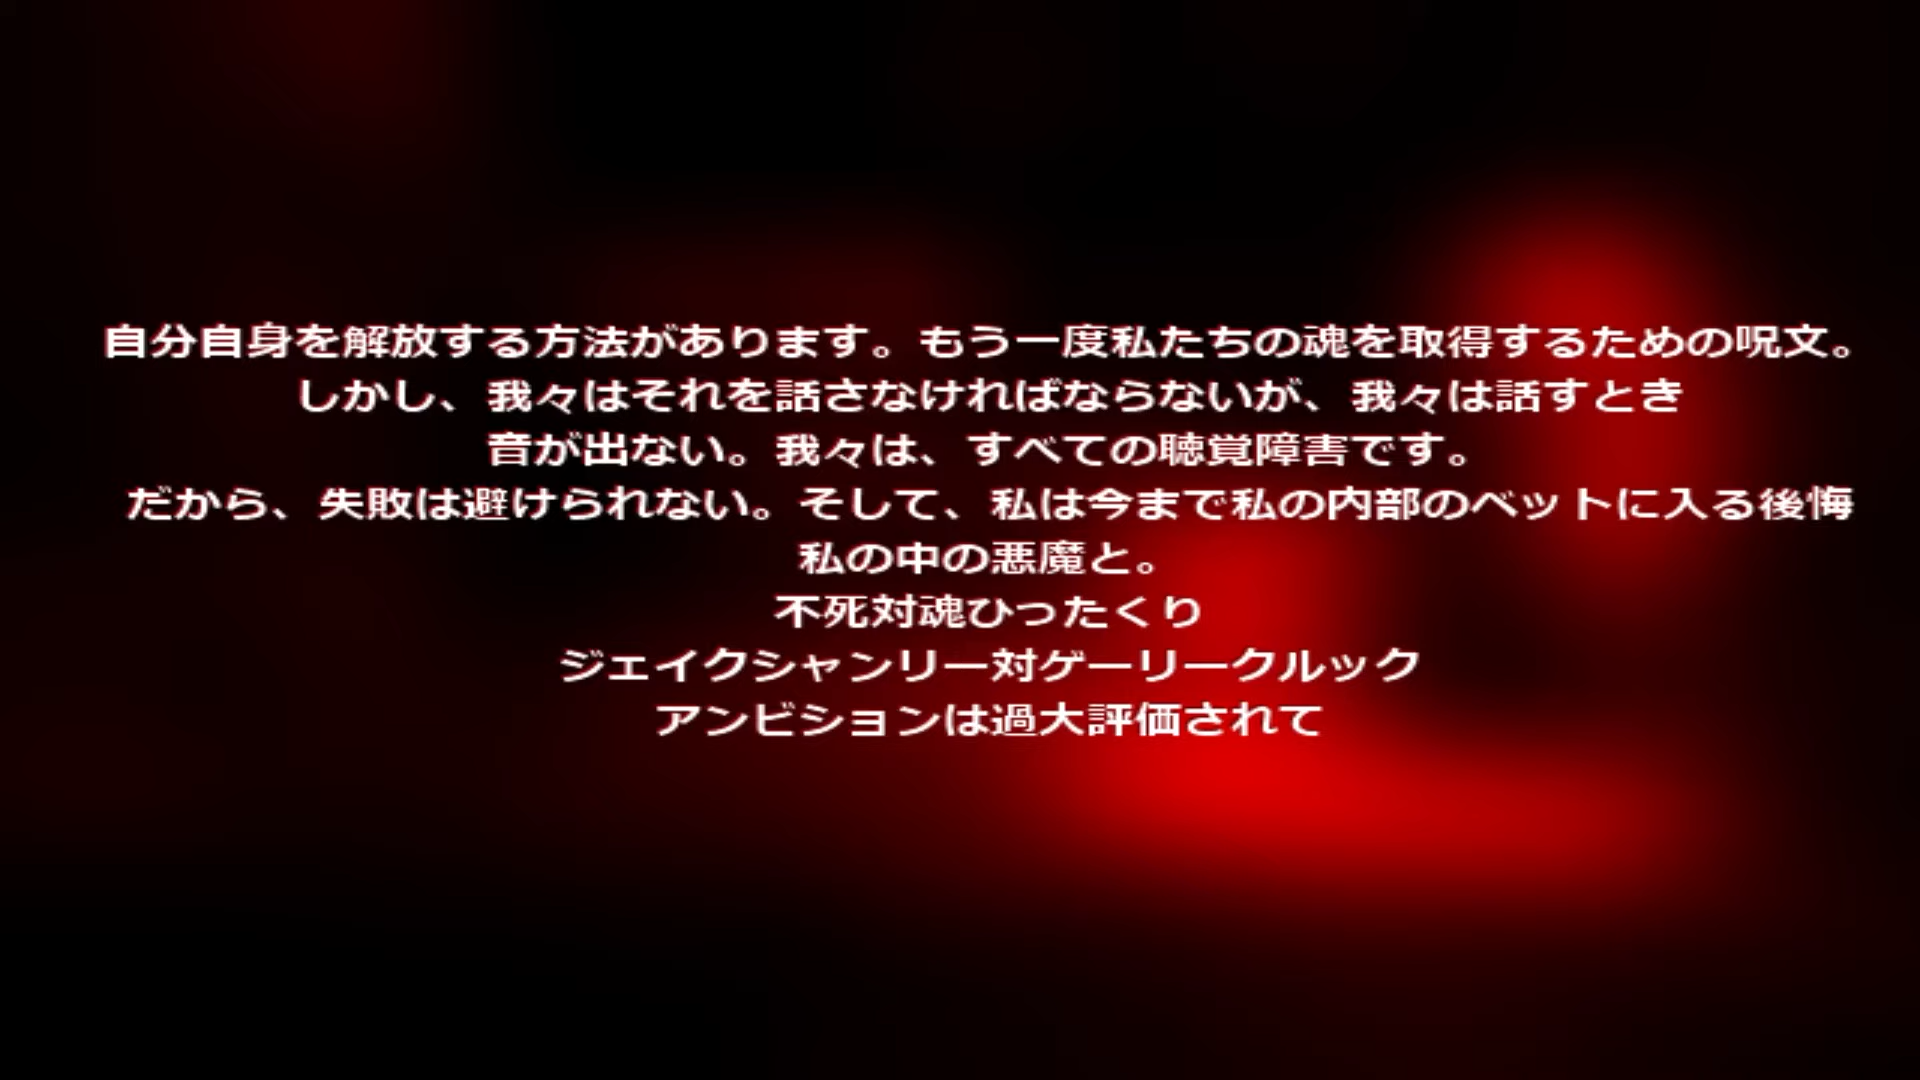 自分自身を解放する方法があります。もう一度私たちの魂を取得するための呪文。
しかし、我々はそれを話さなければならないが、我々は話すとき
音が出ない。我々は、すべての聴覚障害です。
だから、失敗は避けられない。そして、私は今まで私の内部のベットに入る後悔
私の中の悪魔と。
不死対魂ひったくり
ジェイクシャンリー対ゲーリークルック
アンビションは過大評価されて